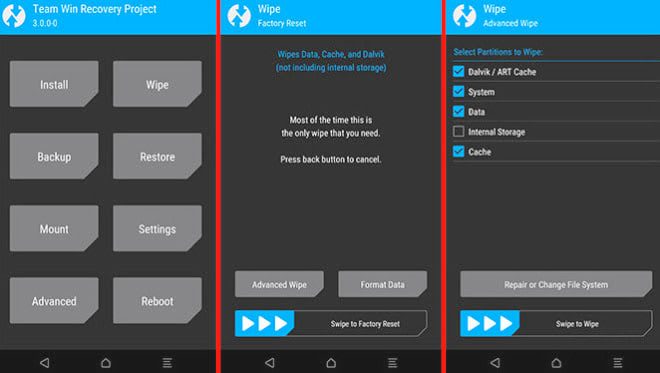 Team Win Recovery Project
3.0.0-0
Install
Wipe
Backup
Restore
Mount
Settings
Advanced
Reboot
Wipe
Factory Reset
Wipes Data, Cache, and Dalvik
(not including internal storage)
Most of the time this is
the only wipe that you need.
Press back button to cancel.
Advanced Wipe
Format Data
Swipe to Factory Reset
Wipe
Advanced Wipe
Select Partitions to Wipe:
Dalvik / ART Cache
System
Data
Internal Storage
Cache
Repair or Change File System
Swipe to Wipe